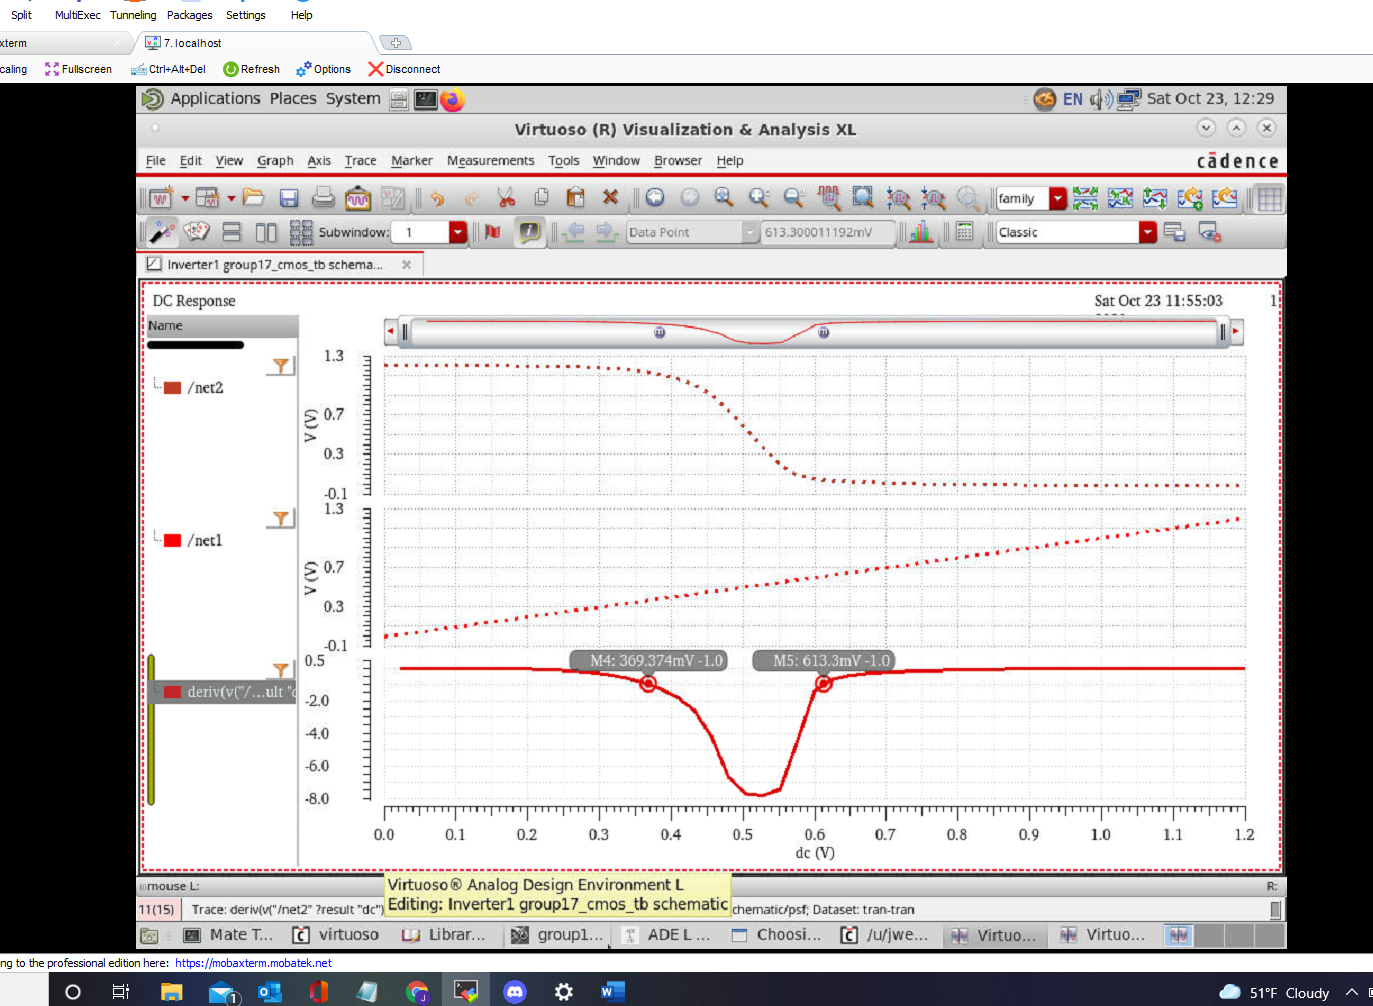 Split MultiExec Tunneling Packages Settings Help
xterm 7. localhost
caling Fullscreen Ctrl+Alt+Del Refresh Options Disconnect
Applications Places System EN Sat Oct 23, 12:29
Virtuoso (R) Visualization & Analysis XL
File Edit View Graph Axis Trace Marker Measurements Tools Window Browser Help cādence
family
Subwindow: 1 Data Point 613.300011192mV Classic
Inverter1 group17_cmos_tb schema...
DC Response Sat Oct 23 11:55:03 1
Name
/net2
1.3
0.7
0.3
-0.1
V (V)
/net1
1.3
0.7
0.3
-0.1
V (V)
deriv(v("/...ult "d
0.5
-2.0
-4.0
-6.0
-8.0
M4: 369.374mV -1.0 M5: 613.3mV -1.0
0.0 0.1 0.2 0.3 0.4 0.5 0.6 0.7 0.8 0.9 1.0 1.1 1.2
dc (V)
mouse L: R:
Virtuoso® Analog Design Environment L
Editing: Inverter1 group17_cmos_tb schematic
11(15) Trace: deriv(v("/net2" ?result "dc") chematic/psf; Dataset: tran-tran
Mate T... virtuoso Librar... group1... ADE L ... Choosi... /u/jwe... Virtuo... Virtuo...
ng to the professional edition here: https://mobaxterm.mobatek.net
1 51°F Cloudy